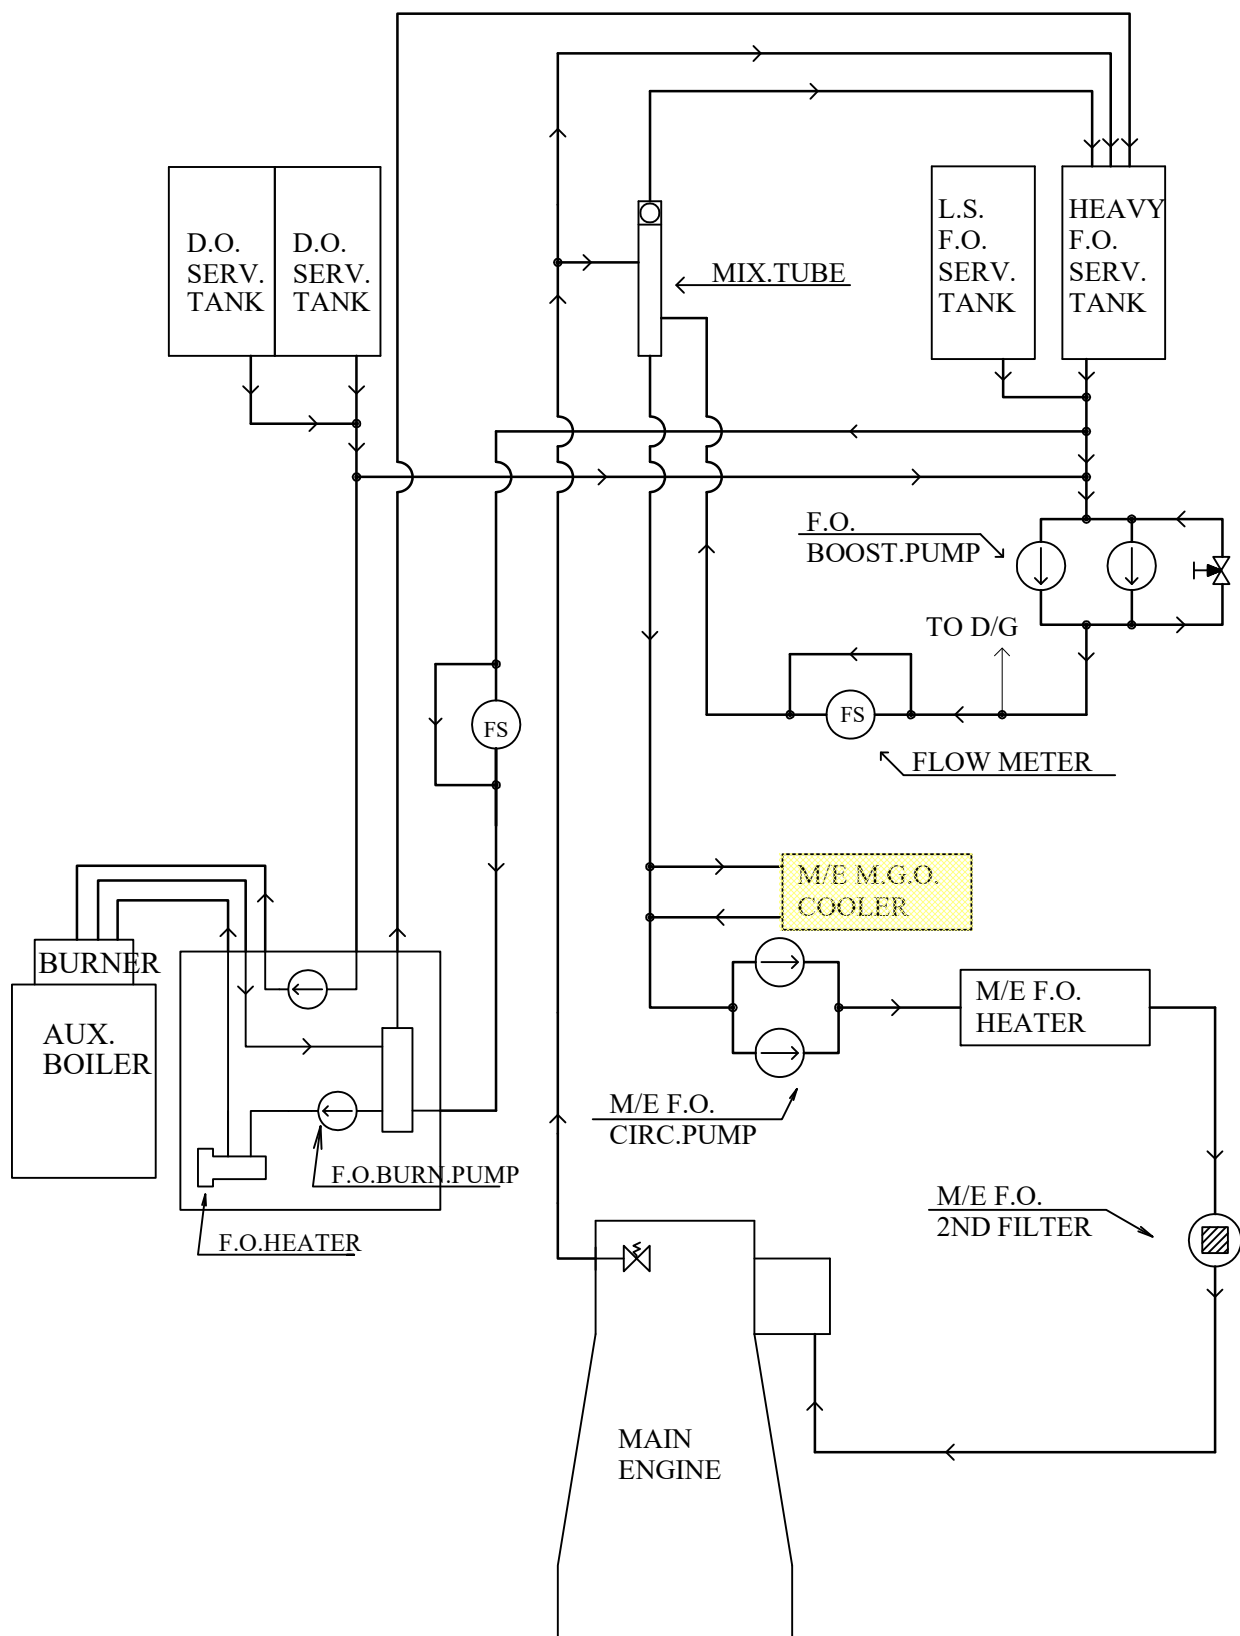 D.O.
SERV.
TANK
D.O.
SERV.
TANK
MIX.TUBE
L.S.
F.O.
SERV.
TANK
HEAVY
F.O.
SERV.
TANK
F.O.
BOOST.PUMP
TO D/G
FS
FS
FLOW METER
M/E M.G.O.
COOLER
BURNER
AUX.
BOILER
M/E F.O.
HEATER
M/E F.O.
CIRC.PUMP
F.O.BURN.PUMP
F.O.HEATER
M/E F.O.
2ND FILTER
MAIN
ENGINE